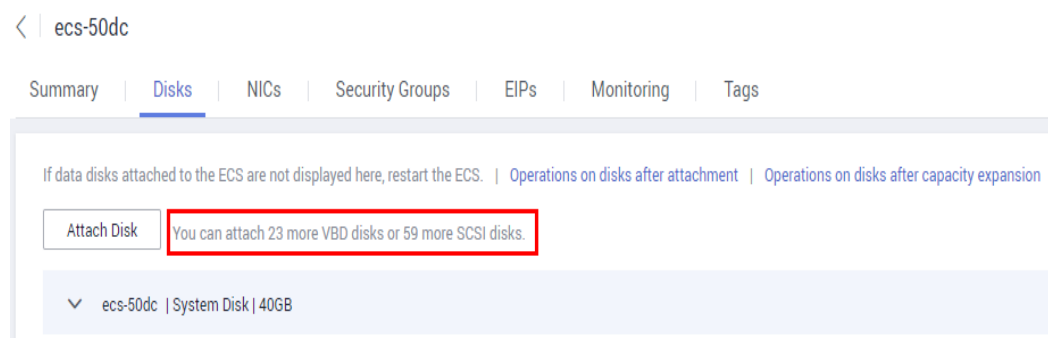 ecs-50dc
Summary | Disks | NICs | Security Groups | EIPs | Monitoring | Tags
If data disks attached to the ECS are not displayed here, restart the ECS. | Operations on disks after attachment | Operations on disks after capacity expansion
Attach Disk You can attach 23 more VBD disks or 59 more SCSI disks.
ecs-50dc | System Disk | 40GB